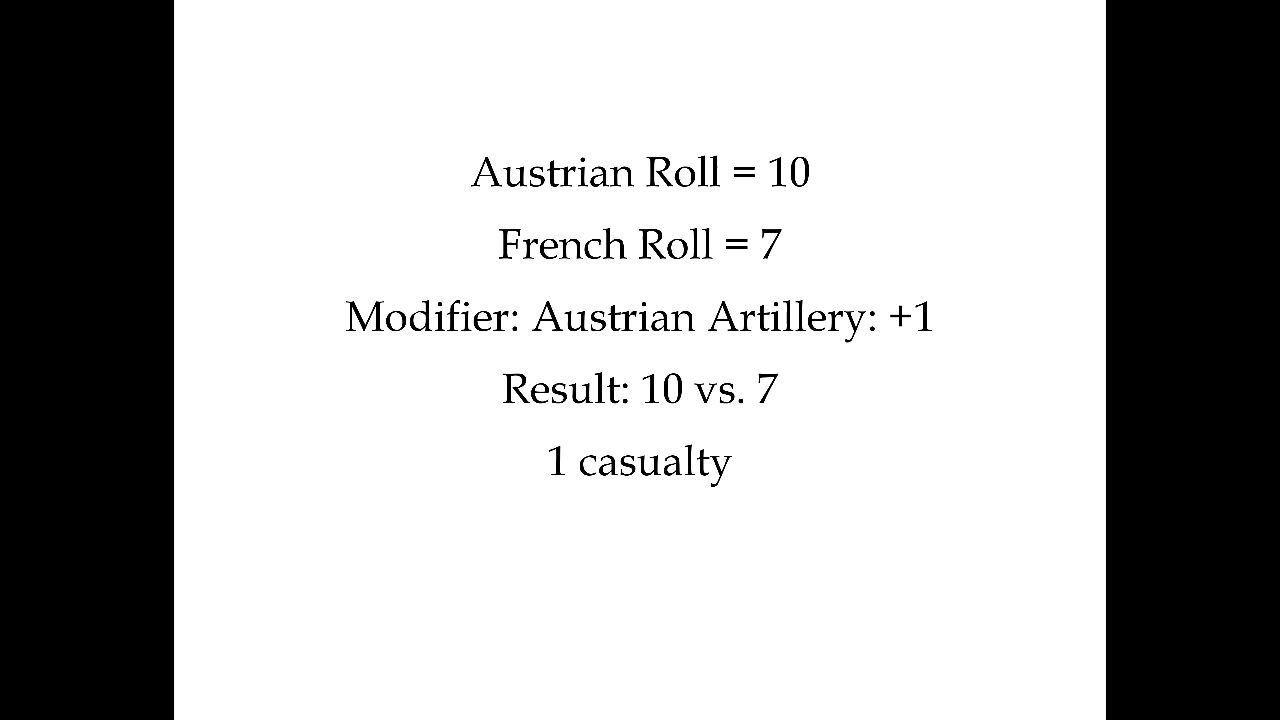 Austrian Roll = 10
French Roll = 7
Modifier: Austrian Artillery: +1
Result: 10 vs. 7
1 casualty